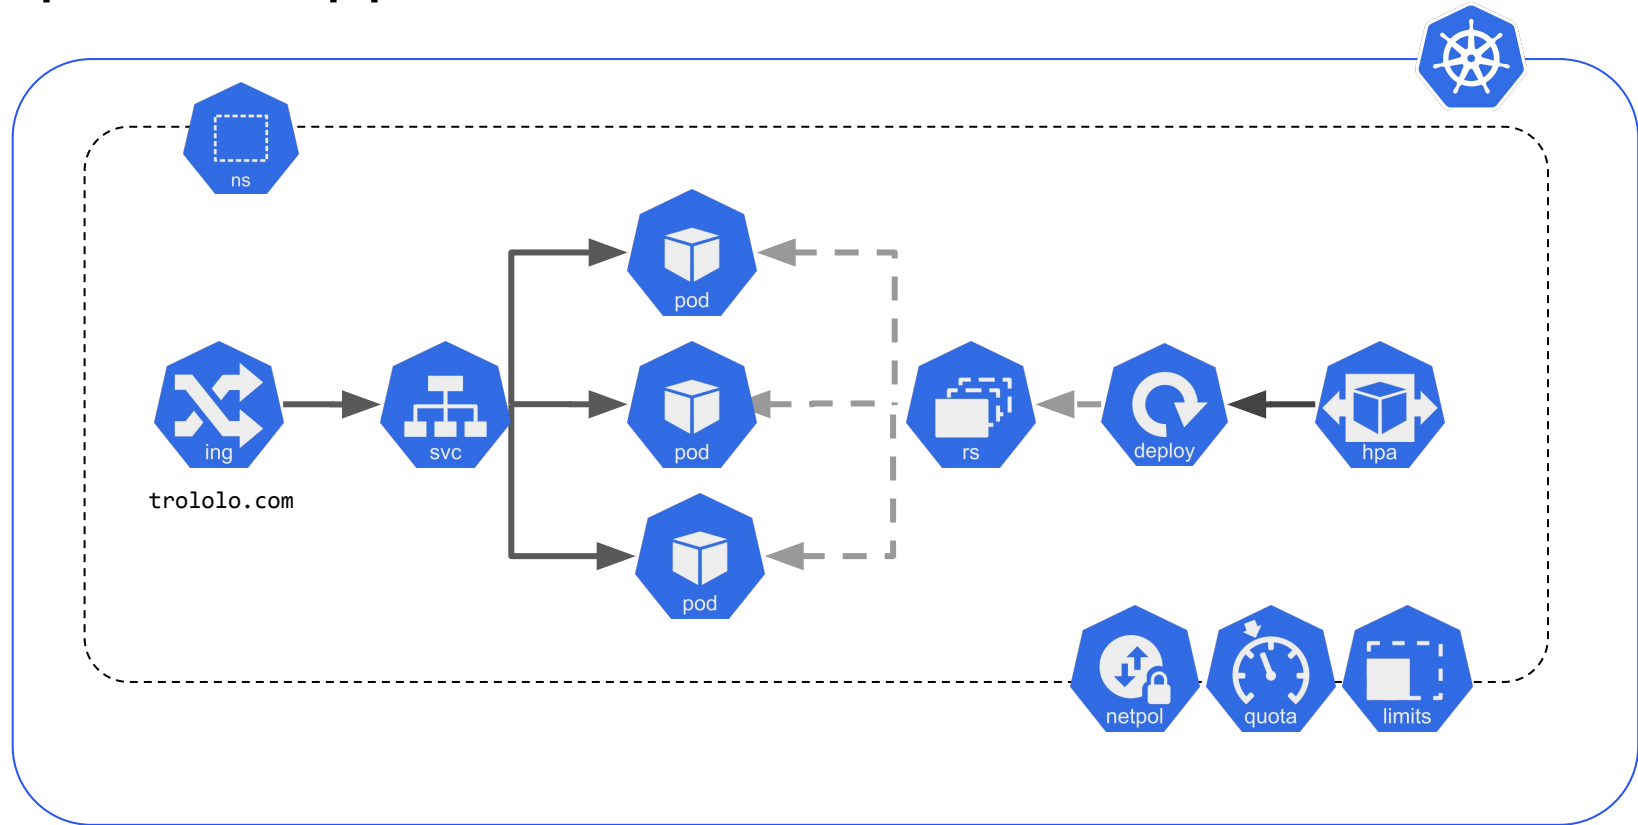 ns
pod
ing
svc
pod
rs
deploy
hpa
trololo.com
pod
netpol
quota
limits